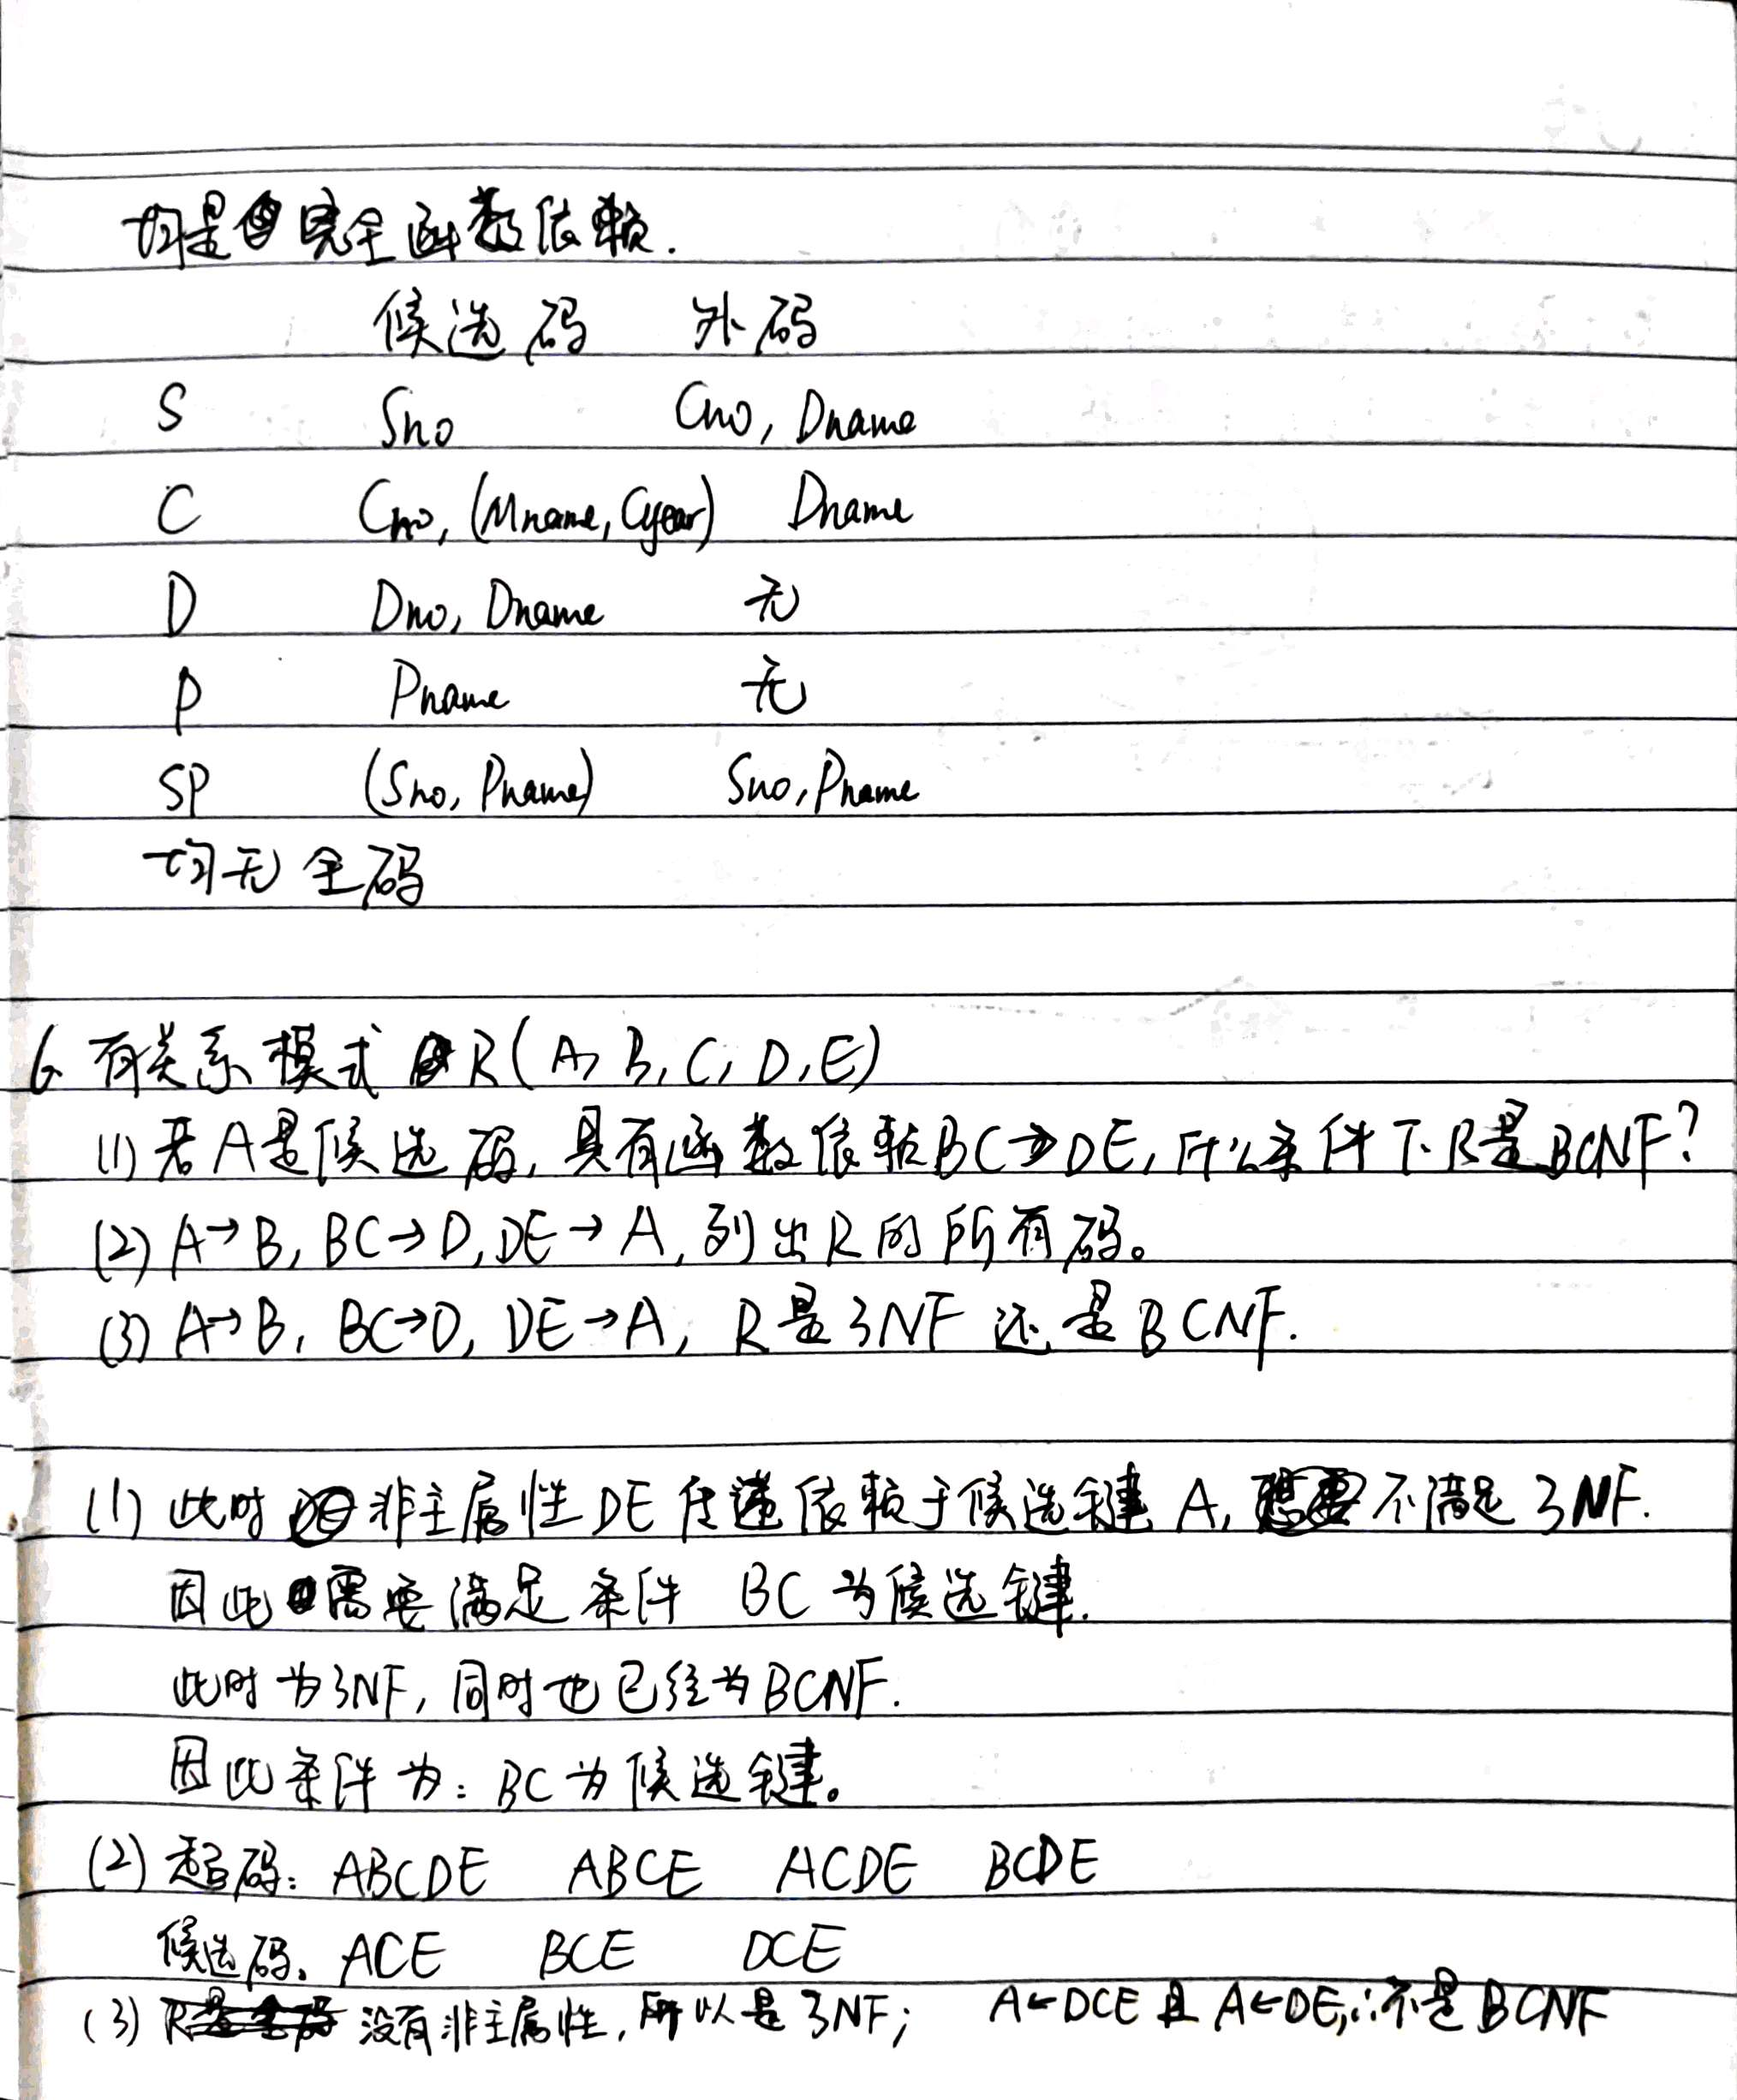 均是完全函数依赖.
候选码 外码
S Sno Cno, Dname
C Cno, (Mname, Cyear) Dname
D Dno, Dname 无
P Pname 无
SP (Sno, Pname) Sno, Pname
均无全码
6 有关系模式 R(A, B, C, D, E)
(1) 若A是候选码, 具有函数依赖BC→DE, 什么条件下R是BCNF?
(2) A→B, BC→D, DE→A, 列出R的所有码。
(3) A→B, BC→D, DE→A, R是3NF还是BCNF.
(1) 此时 非主属性DE传递依赖于候选键A, 不满足3NF.
因此需要满足条件 BC为候选键.
此时为3NF, 同时也已经为BCNF.
因此条件为: BC为候选键。
(2) 超码: ABCDE ABCE ACDE BCDE
候选码. ACE BCE DCE
(3) 没有非主属性, 所以是3NF; A←DCE且A←DE, ∴不是BCNF